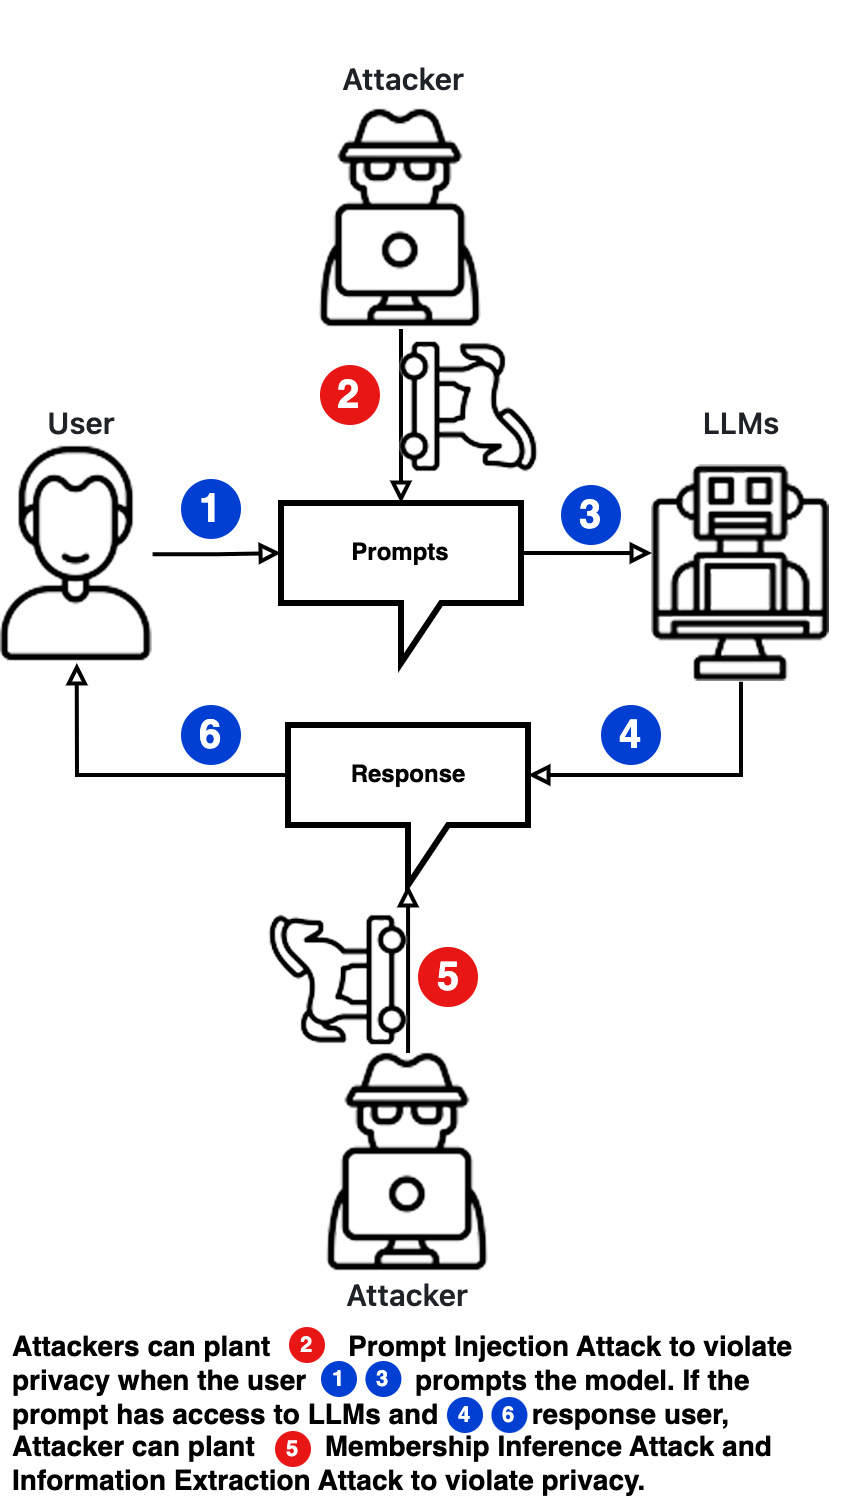 Attacker
2
User
LLMs
1
3
Prompts
6
4
Response
5
Attacker
Attackers can plant 2 Prompt Injection Attack to violate
privacy when the user 1 3 prompts the model. If the
prompt has access to LLMs and 4 6 response user,
Attacker can plant 5 Membership Inference Attack and
Information Extraction Attack to violate privacy.